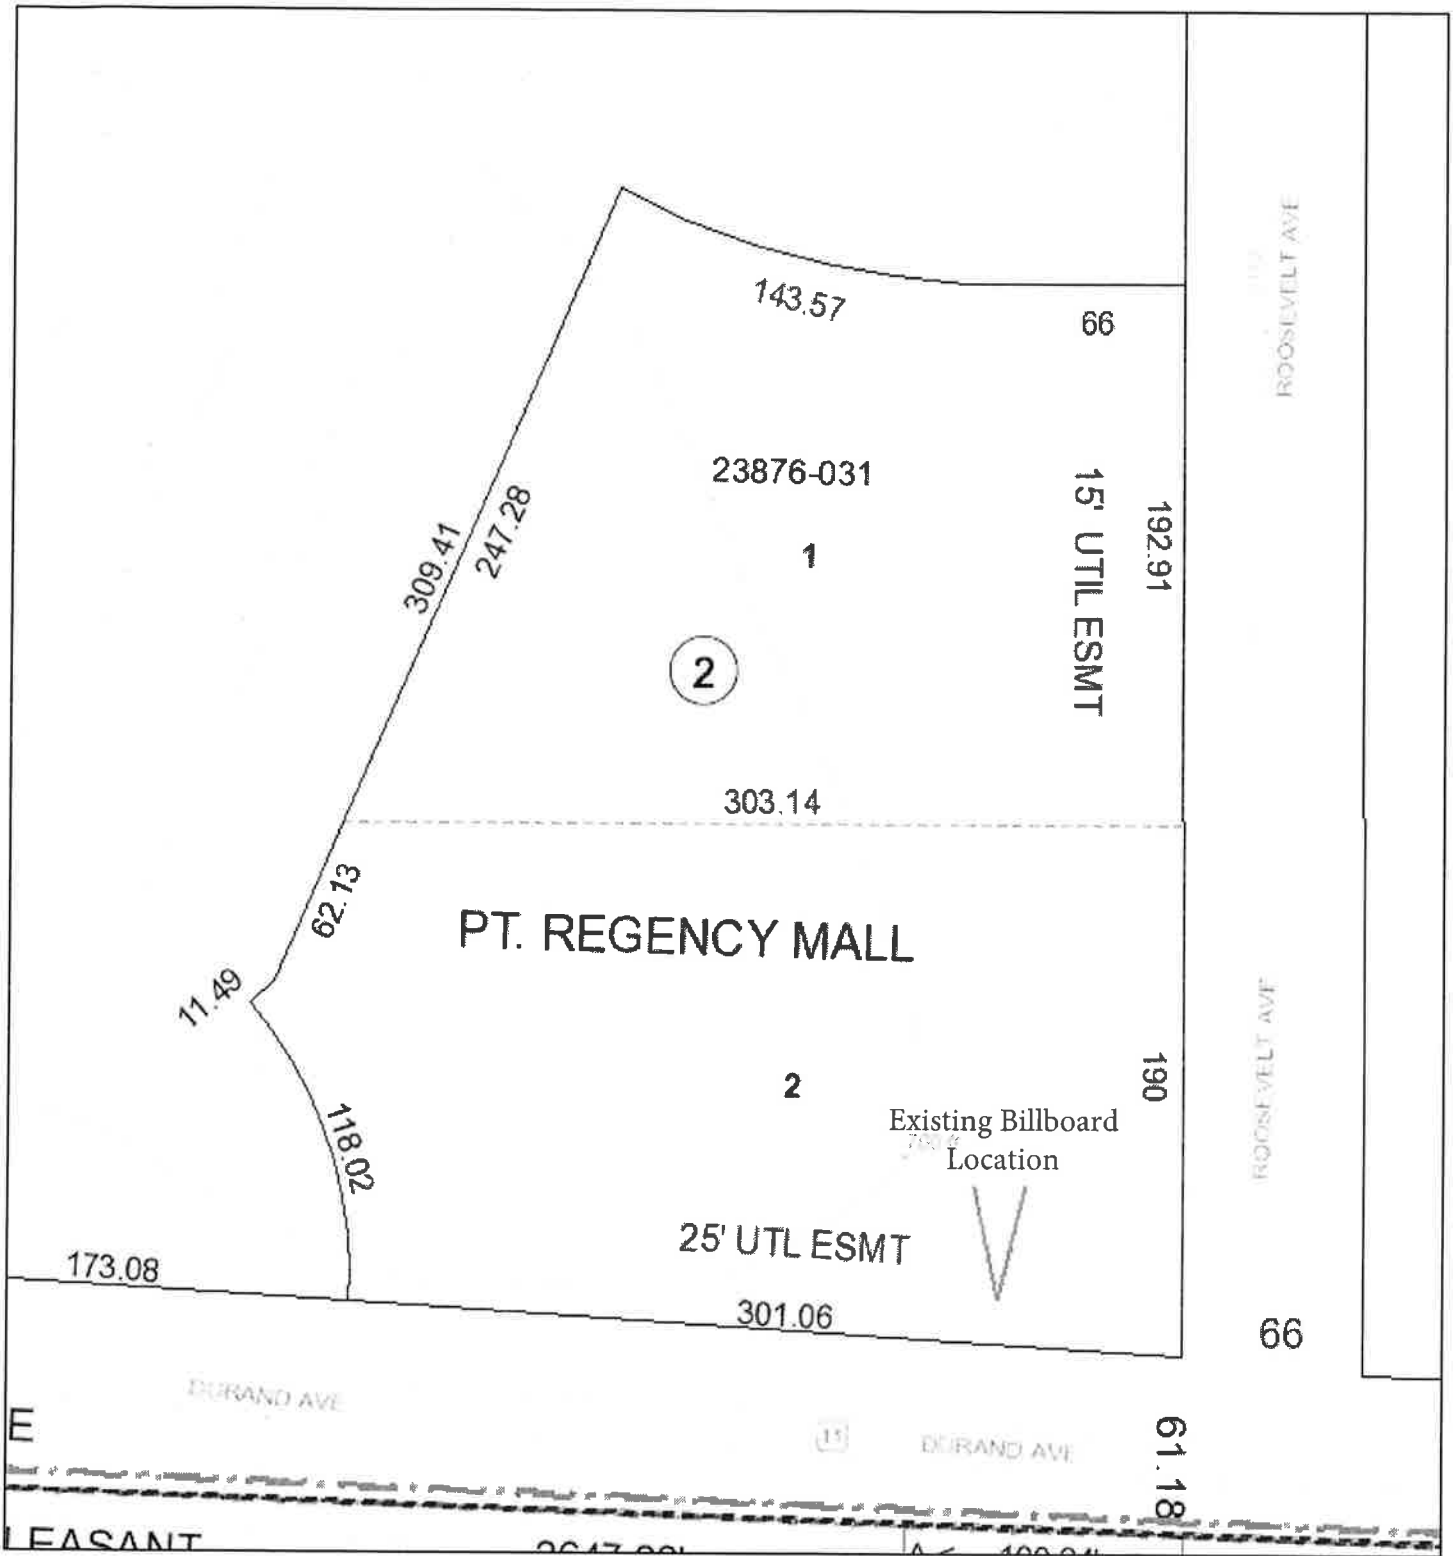 ROOSEVELT AVE
143.57
66
23876-031
1
309.41
247.28
15' UTIL ESMT
192.91
2
303.14
62.13
PT. REGENCY MALL
11.49
ROOSEVELT AVE
190
2
118.02
Existing Billboard
Location
25' UTL ESMT
173.08
301.06
66
DURAND AVE
E
11
DURAND AVE
61.18
LEASANT